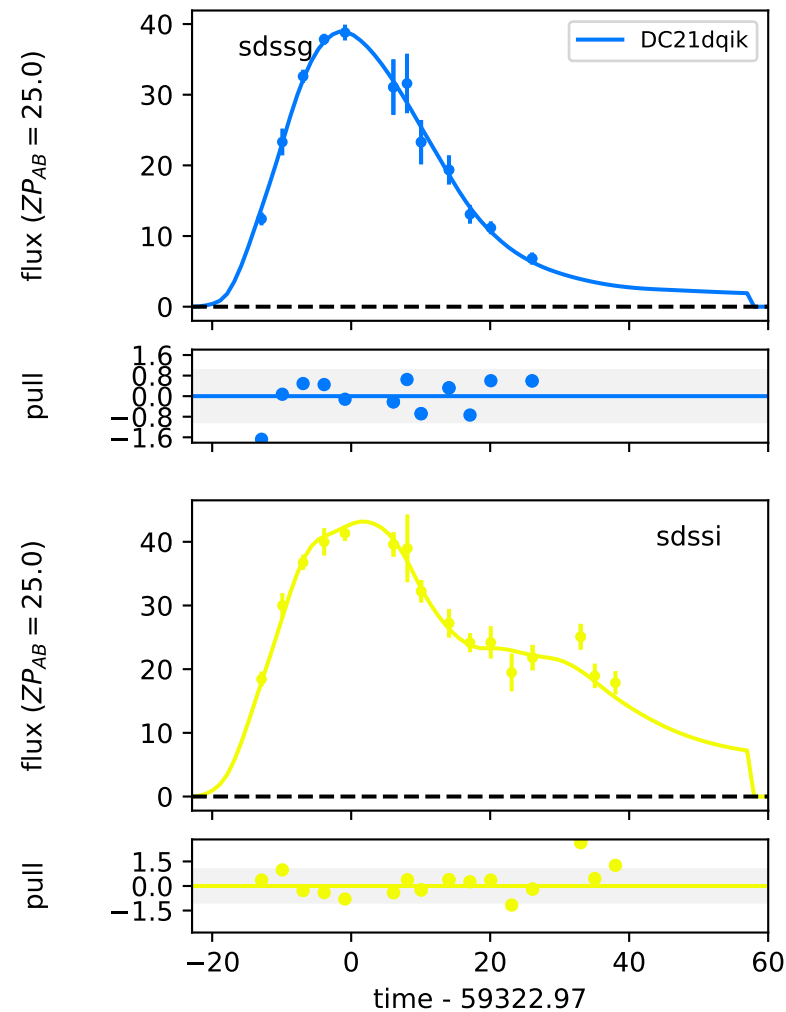 40
sdssg
DC21dqik
30
20
10
0
flux (ZP_AB = 25.0)
1.6
0.8
0.0
−0.8
−1.6
pull
40
sdssi
30
20
10
0
flux (ZP_AB = 25.0)
1.5
0.0
−1.5
pull
−20 0 20 40 60
time - 59322.97